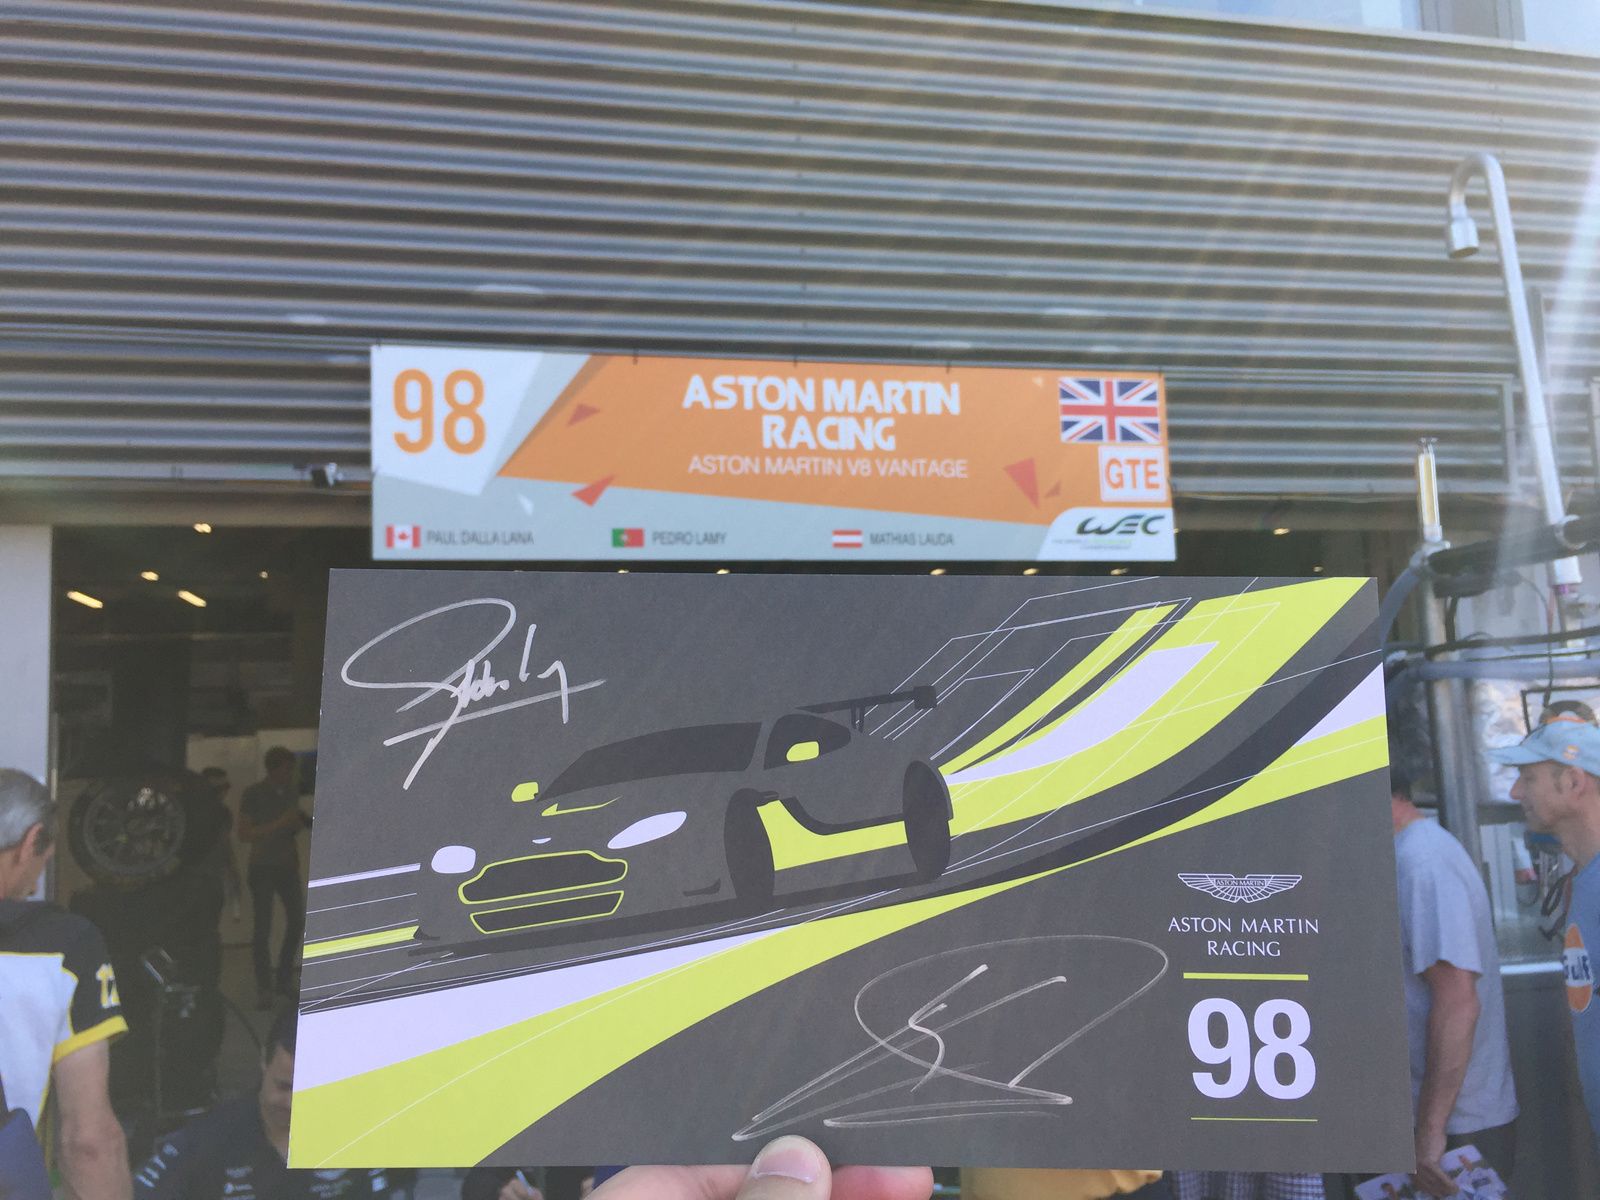 98
ASTON MARTIN
RACING
ASTON MARTIN V8 VANTAGE
GTE
PAUL DALLA LANA
PEDRO LAMY
MATHIAS LAUDA
WEC
ASTON MARTIN
ASTON MARTIN
RACING
98
Gulf